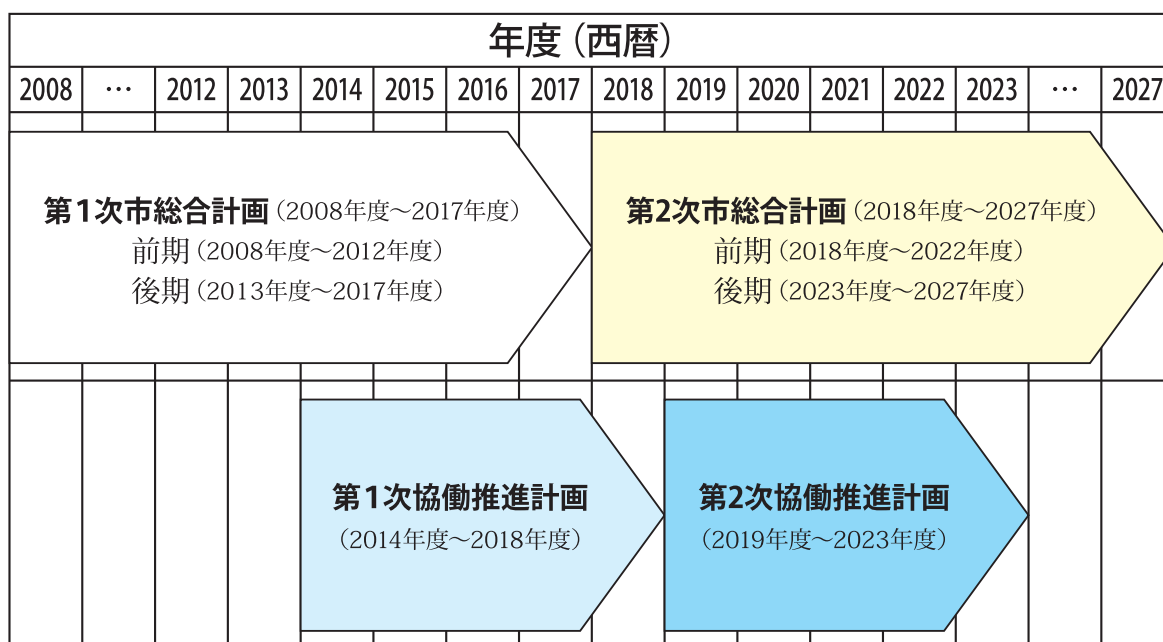 年度（西暦）
2008 … 2012 2013 2014 2015 2016 2017 2018 2019 2020 2021 2022 2023 … 2027
第1次市総合計画（2008年度～2017年度）
前期（2008年度～2012年度）
後期（2013年度～2017年度）
第2次市総合計画（2018年度～2027年度）
前期（2018年度～2022年度）
後期（2023年度～2027年度）
第1次協働推進計画
（2014年度～2018年度）
第2次協働推進計画
（2019年度～2023年度）